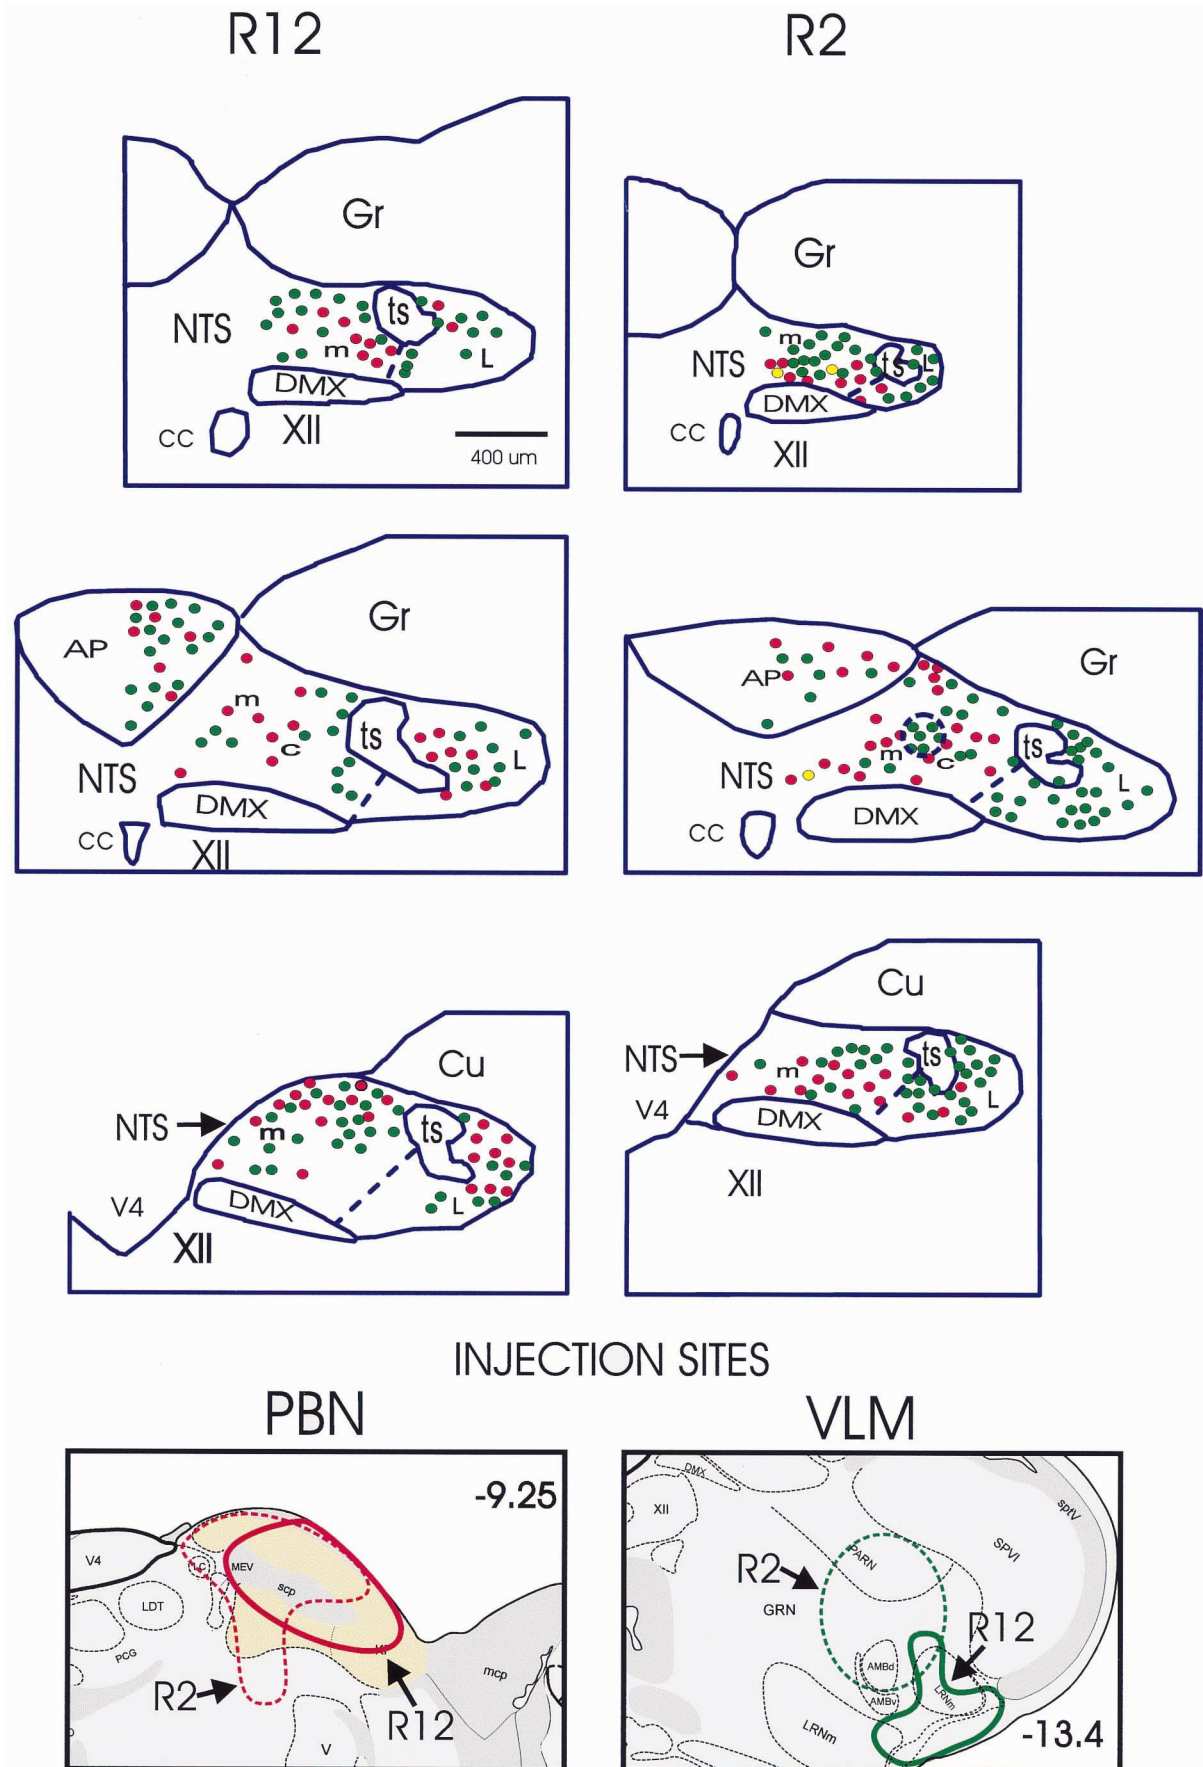 R12
R2
Gr
ts
NTS
m
L
DMX
XII
CC
400 um
Gr
m
NTS
ts
L
DMX
CC
XII
AP
Gr
m
ts
c
L
NTS
DMX
CC
XII
AP
Gr
ts
m
c
NTS
L
DMX
CC
Cu
NTS
m
ts
L
DMX
V4
XII
Cu
NTS
ts
m
L
V4
DMX
XII
INJECTION SITES
PBN
VLM
-9.25
V4
LC
MEV
scp
LDT
PCG
KF
mcp
R2
R12
V
DMX
XII
sptV
SPVI
PARN
R2
GRN
R12
AMBd
LRNm
AMBv
LRNm
-13.4